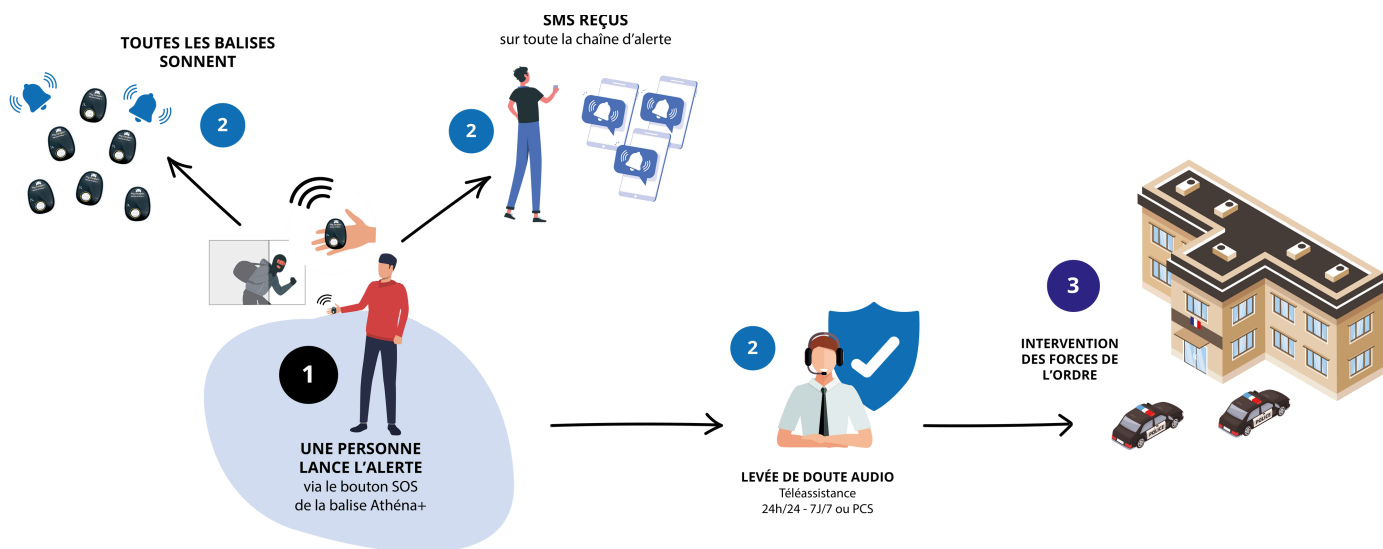 TOUTES LES BALISES
SONNENT
2
SMS REÇUS
sur toute la chaîne d'alerte
2
1
UNE PERSONNE
LANCE L'ALERTE
via le bouton SOS
de la balise Athéna+
2
LEVÉE DE DOUTE AUDIO
Téléassistance
24h/24 - 7J/7 ou PCS
3
INTERVENTION
DES FORCES DE
L'ORDRE
POLICE
POLICE